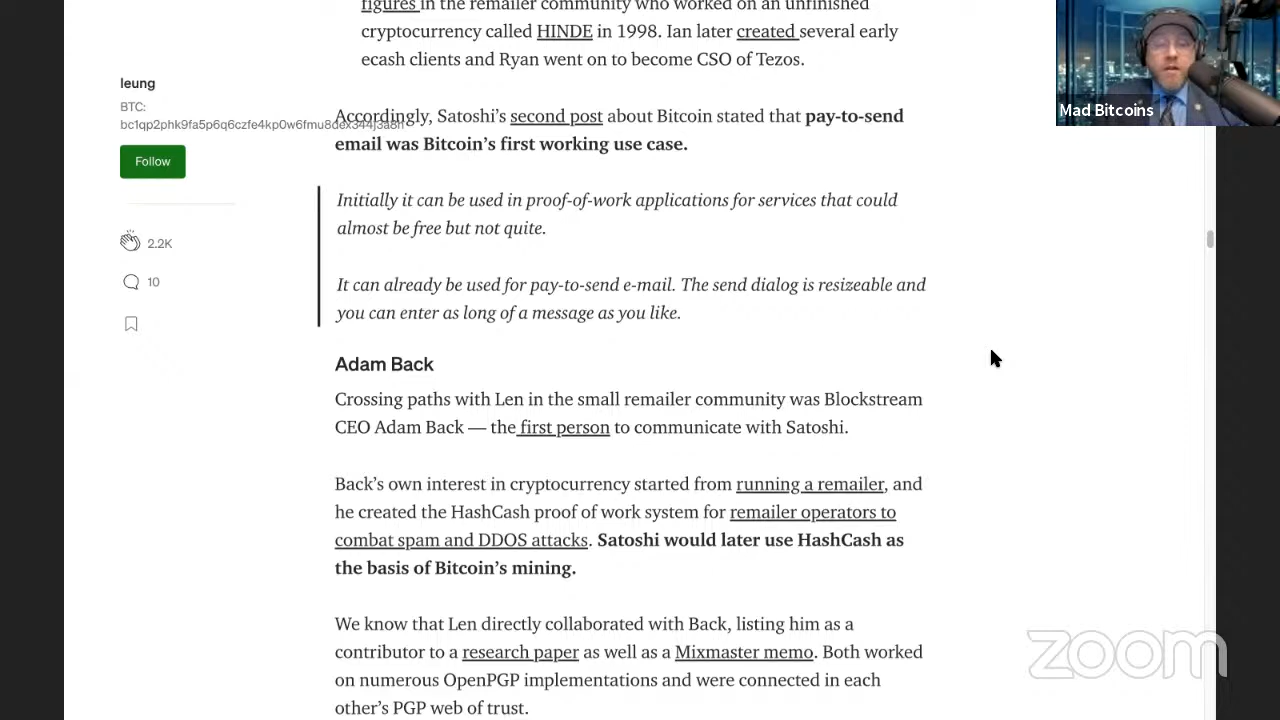 figures in the remailer community who worked on an unfinished
cryptocurrency called HINDE in 1998. Ian later created several early
ecash clients and Ryan went on to become CSO of Tezos.
Mad Bitcoins
leung
BTC:
bc1qp2phk9fa5p6q6czfe4kp0w6fmu8dex344j3a8h
Follow
2.2K
10
Accordingly, Satoshi’s second post about Bitcoin stated that pay-to-send
email was Bitcoin’s first working use case.
Initially it can be used in proof-of-work applications for services that could
almost be free but not quite.
It can already be used for pay-to-send e-mail. The send dialog is resizeable and
you can enter as long of a message as you like.
Adam Back
Crossing paths with Len in the small remailer community was Blockstream
CEO Adam Back — the first person to communicate with Satoshi.
Back’s own interest in cryptocurrency started from running a remailer, and
he created the HashCash proof of work system for remailer operators to
combat spam and DDOS attacks. Satoshi would later use HashCash as
the basis of Bitcoin’s mining.
We know that Len directly collaborated with Back, listing him as a
contributor to a research paper as well as a Mixmaster memo. Both worked
on numerous OpenPGP implementations and were connected in each
other’s PGP web of trust.
zoom